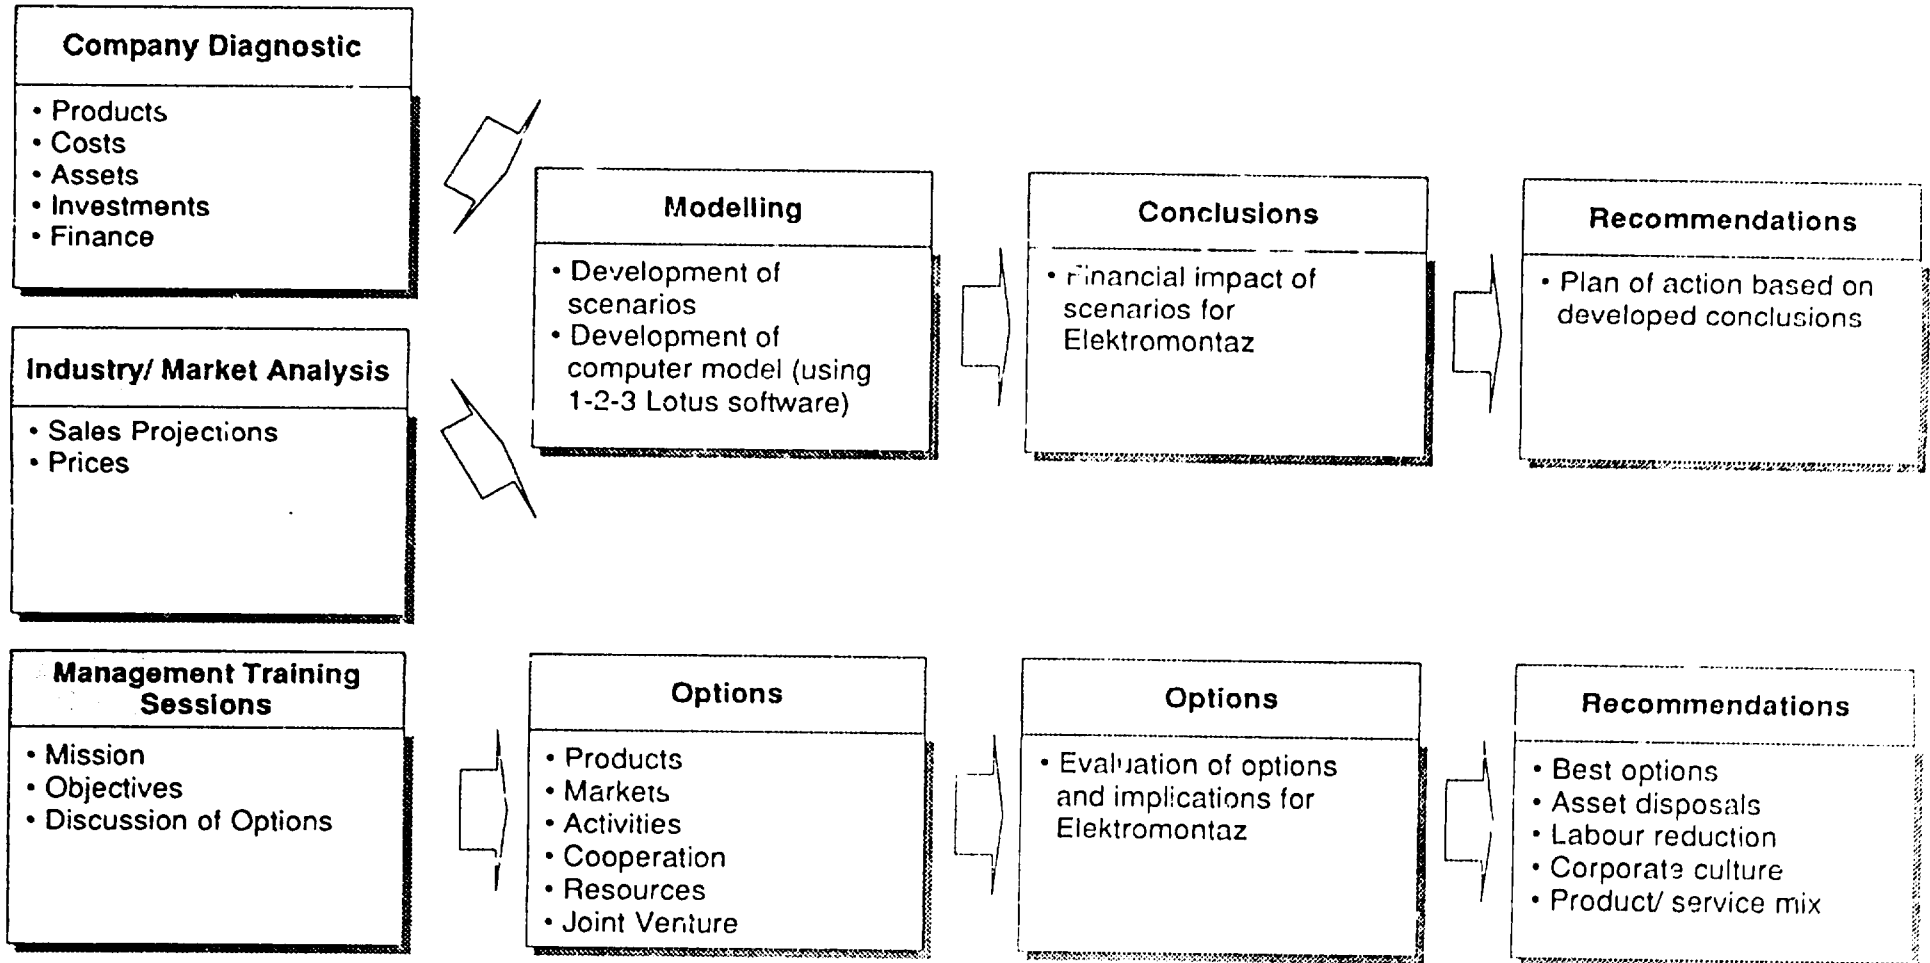 Company Diagnostic
• Products
• Costs
• Assets
• Investments
• Finance
Industry/ Market Analysis
• Sales Projections
• Prices
Modelling
• Development of
scenarios
• Development of
computer model (using
1-2-3 Lotus software)
Conclusions
• Financial impact of
scenarios for
Elektromontaz
Recommendations
• Plan of action based on
developed conclusions
Management Training
Sessions
• Mission
• Objectives
• Discussion of Options
Options
• Products
• Markets
• Activities
• Cooperation
• Resources
• Joint Venture
Options
• Evaluation of options
and implications for
Elektromontaz
Recommendations
• Best options
• Asset disposals
• Labour reduction
• Corporate culture
• Product/ service mix